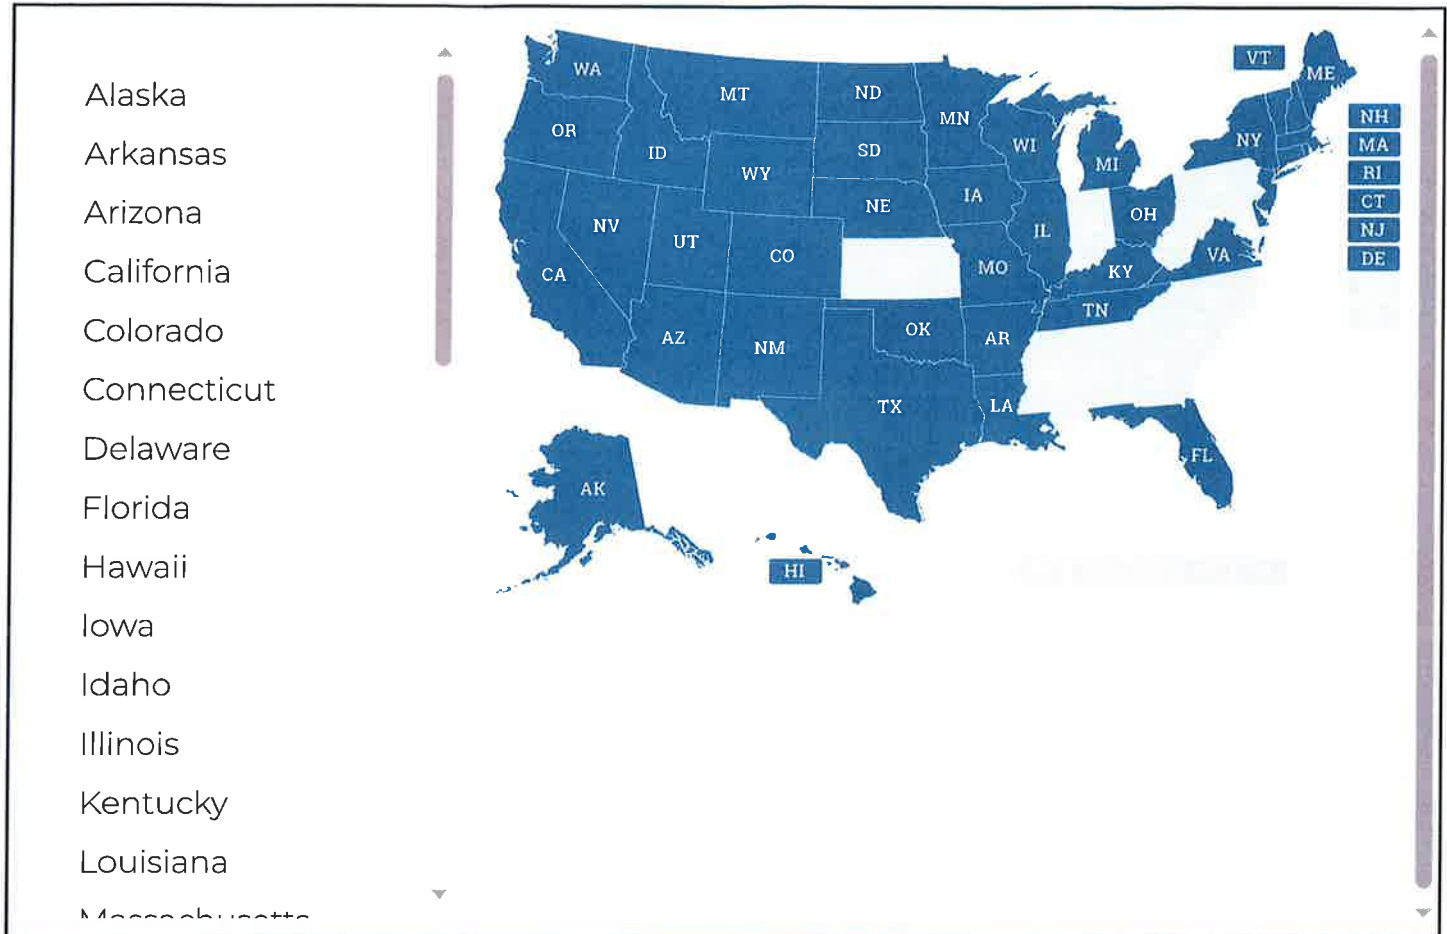 Alaska
Arkansas
Arizona
California
Colorado
Connecticut
Delaware
Florida
Hawaii
Iowa
Idaho
Illinois
Kentucky
Louisiana
Massachusetts
WA
MT
ND
MN
VT
ME
OR
ID
SD
WI
MI
NY
NH
MA
RI
WY
NE
IA
IL
OH
CT
NV
UT
CO
MO
KY
VA
NJ
DE
CA
AZ
NM
OK
AR
TN
TX
LA
FL
AK
HI